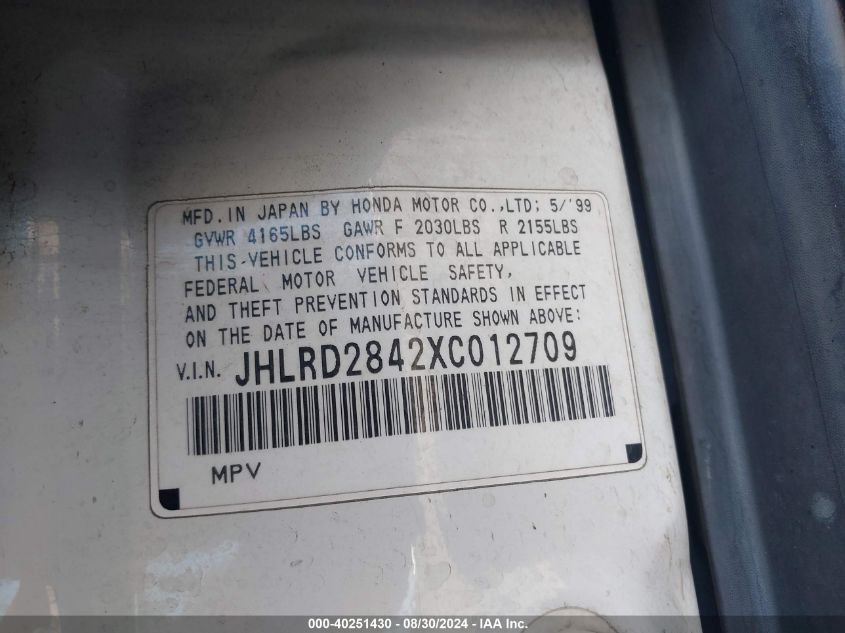 MFD. IN JAPAN BY HONDA MOTOR CO., LTD; 5/'99
GVWR 4165LBS GAWR F 2030LBS R 2155LBS
THIS VEHICLE CONFORMS TO ALL APPLICABLE
FEDERAL MOTOR VEHICLE SAFETY,
AND THEFT PREVENTION STANDARDS IN EFFECT
ON THE DATE OF MANUFACTURE SHOWN ABOVE:
V.I.N. JHLRD2842XC012709
MPV
000-40251430 - 08/30/2024 - IAA Inc.